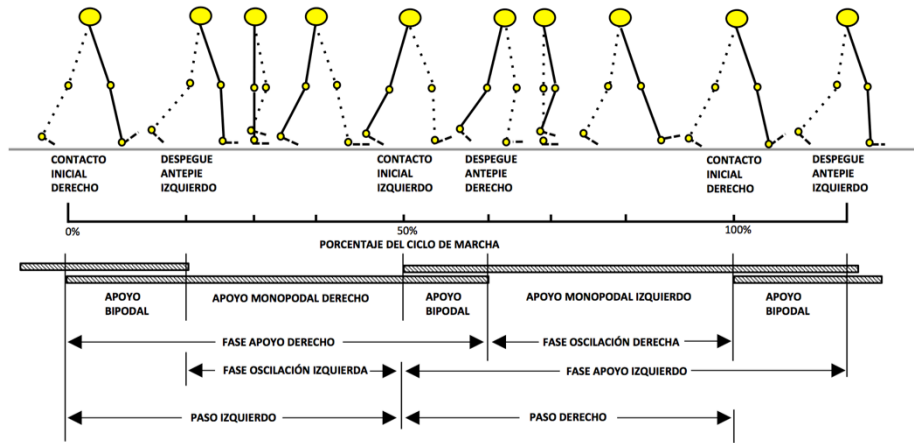 CONTACTO
INICIAL
DERECHO
DESPEGUE
ANTEPIE
IZQUIERDO
CONTACTO
INICIAL
IZQUIERDO
DESPEGUE
ANTEPIE
DERECHO
CONTACTO
INICIAL
DERECHO
DESPEGUE
ANTEPIE
IZQUIERDO
0%
50%
100%
PORCENTAJE DEL CICLO DE MARCHA
APOYO
BIPODAL
APOYO MONOPODAL DERECHO
APOYO
BIPODAL
APOYO MONOPODAL IZQUIERDO
APOYO
BIPODAL
FASE APOYO DERECHO
FASE OSCILACIÓN DERECHA
FASE OSCILACIÓN IZQUIERDA
FASE APOYO IZQUIERDO
PASO IZQUIERDO
PASO DERECHO